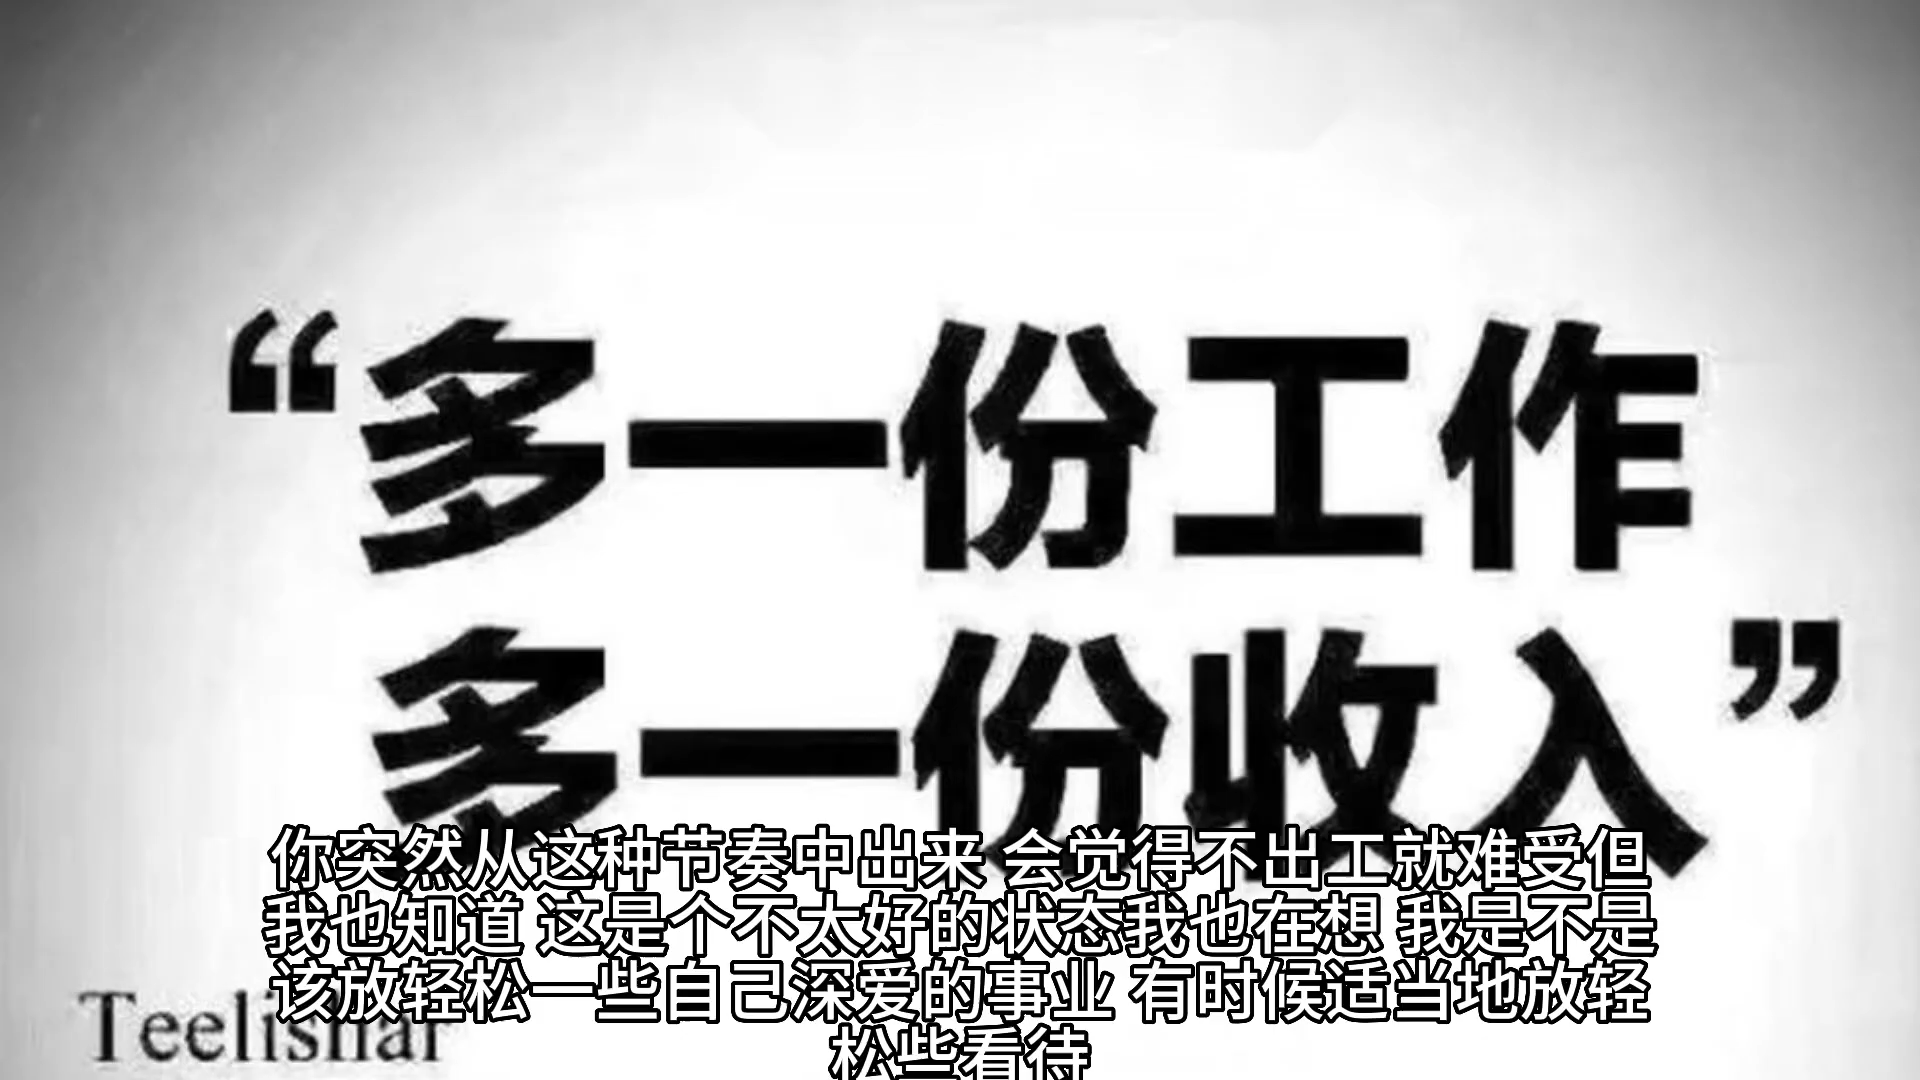 “多一份工作
多一份收入”
你突然从这种节奏中出来 会觉得不出工就难受但
我也知道 这是个不太好的状态我也在想 我是不是
该放轻松一些自己深爱的事业 有时候适当地放轻
松些看待
Teelishar